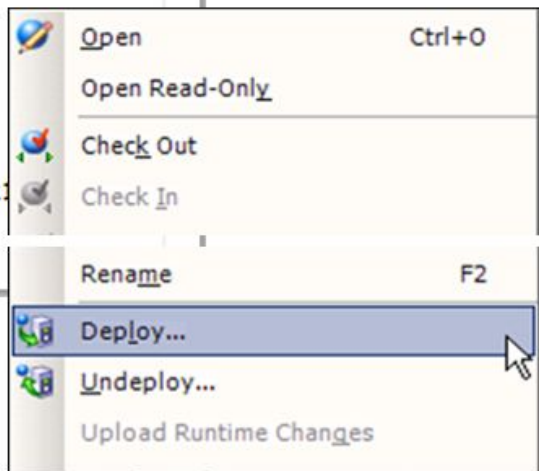 Open Ctrl+O
Open Read-Only
Check Out
Check In
Rename F2
Deploy...
Undeploy...
Upload Runtime Changes